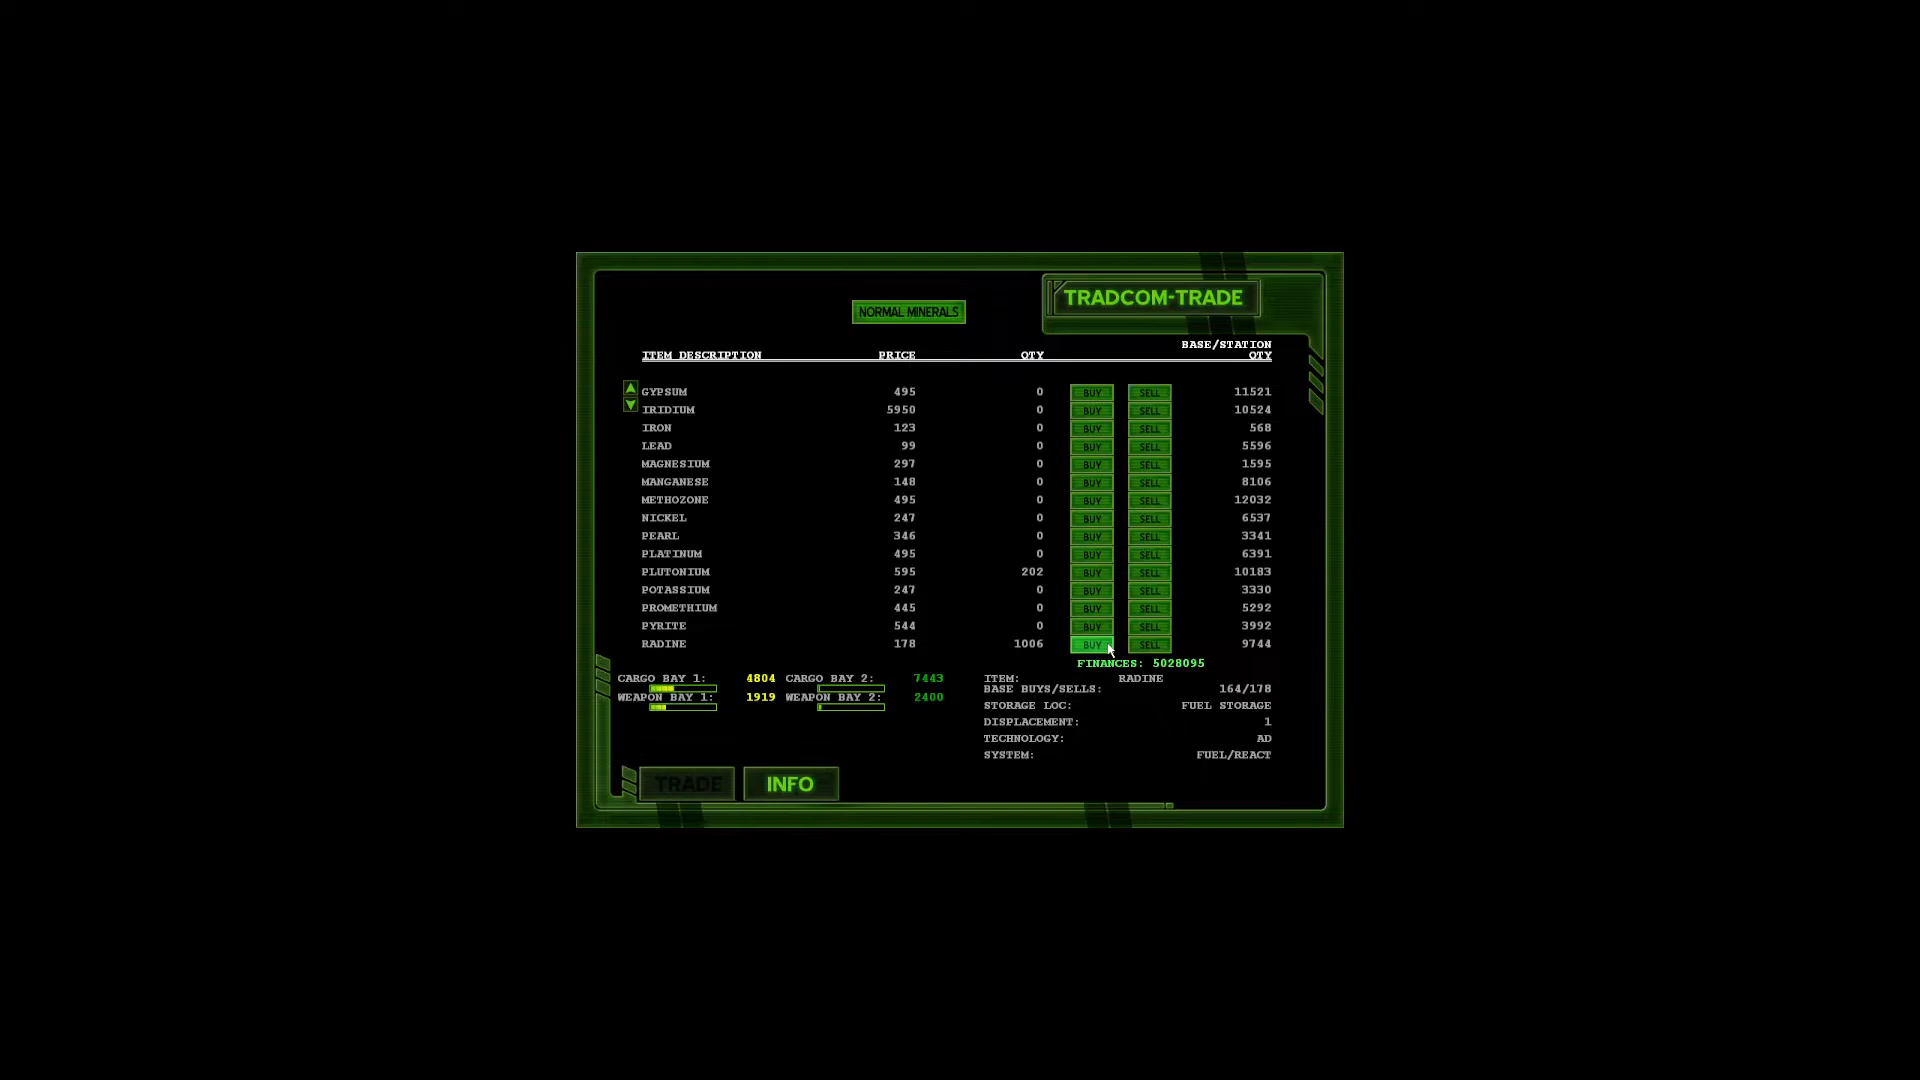 TRADCOM-TRADE
NORMAL MINERALS
BASE/STATION
ITEM DESCRIPTION PRICE QTY QTY
GYPSUM 495 0 BUY SELL 11521
IRIDIUM 5950 0 BUY SELL 10524
IRON 123 0 BUY SELL 568
LEAD 99 0 BUY SELL 5596
MAGNESIUM 297 0 BUY SELL 1595
MANGANESE 148 0 BUY SELL 8106
METHOZONE 495 0 BUY SELL 12032
NICKEL 247 0 BUY SELL 6537
PEARL 346 0 BUY SELL 3341
PLATINUM 495 0 BUY SELL 6391
PLUTONIUM 595 202 BUY SELL 10183
POTASSIUM 247 0 BUY SELL 3330
PROMETHIUM 445 0 BUY SELL 5292
PYRITE 544 0 BUY SELL 3992
RADINE 178 1006 BUY SELL 9744
FINANCES: 5028095
CARGO BAY 1: 4804 CARGO BAY 2: 7443
WEAPON BAY 1: 1919 WEAPON BAY 2: 2400
ITEM: RADINE
BASE BUYS/SELLS: 164/178
STORAGE LOC: FUEL STORAGE
DISPLACEMENT: 1
TECHNOLOGY: AD
SYSTEM: FUEL/REACT
TRADE INFO